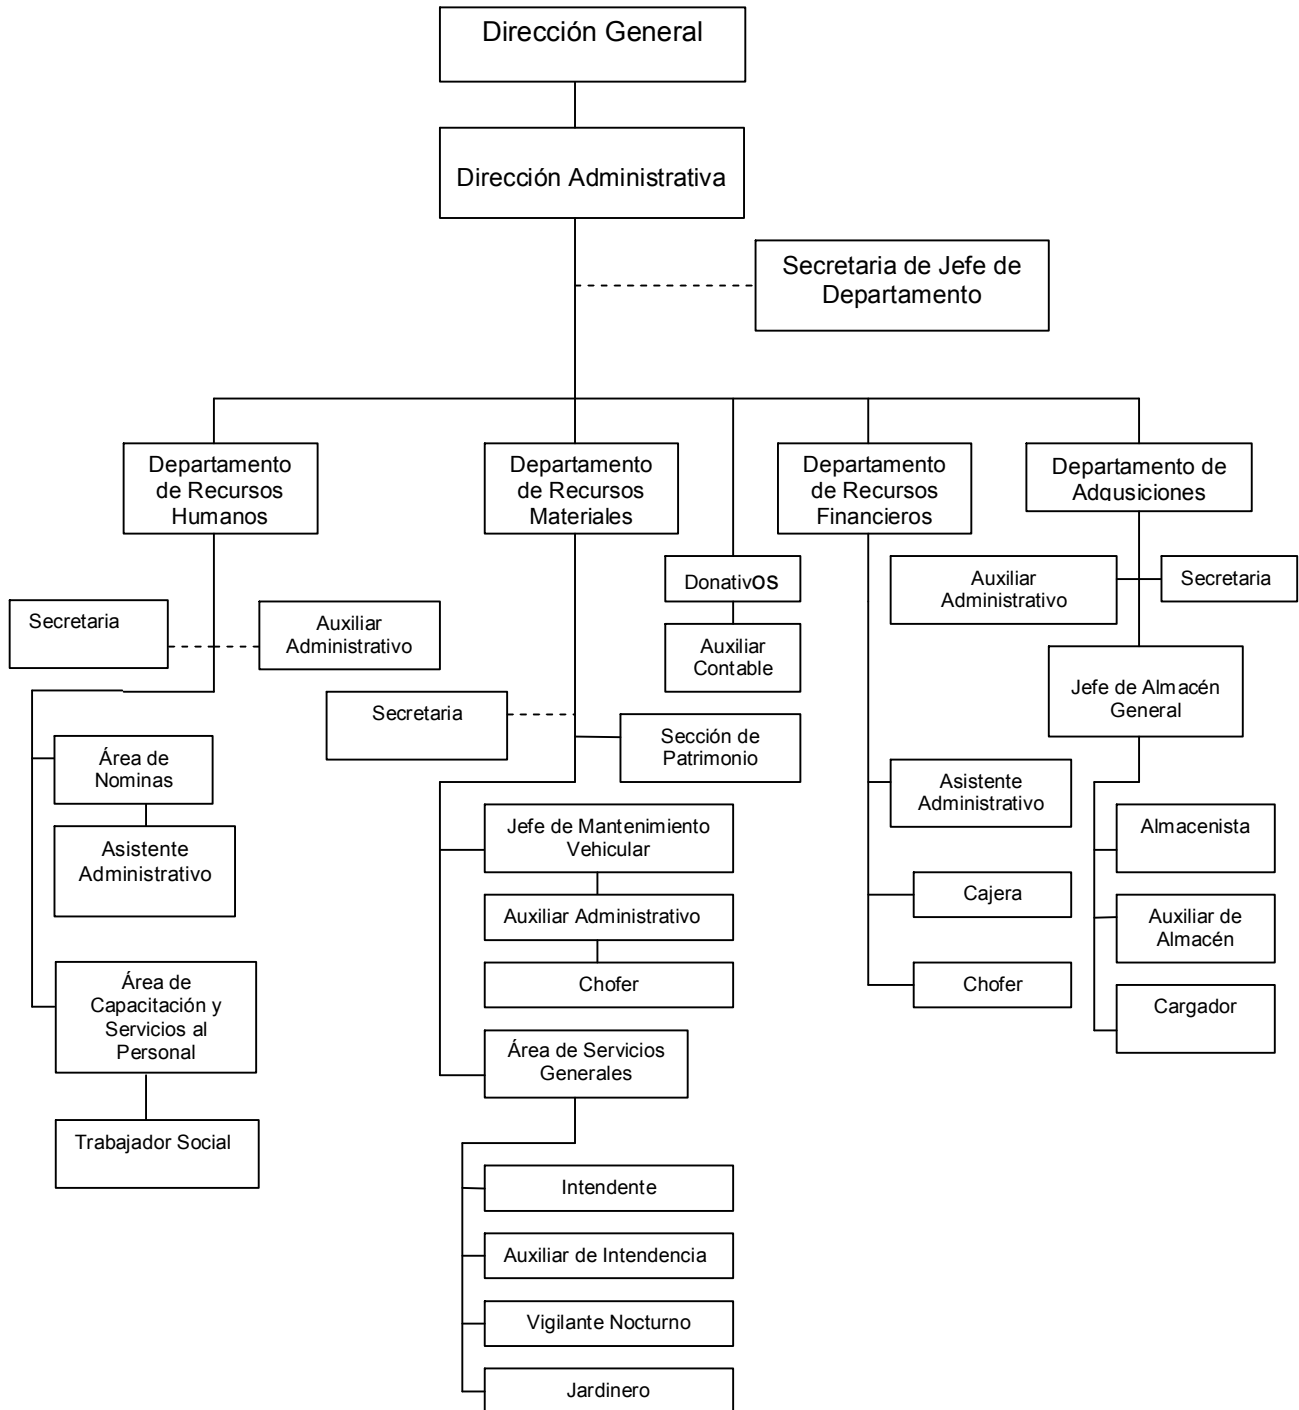 Dirección General
Dirección Administrativa
Secretaria de Jefe de
Departamento
Departamento
de Recursos
Humanos
Departamento
de Recursos
Materiales
Departamento
de Recursos
Financieros
Departamento de
Adqusiciones
Donativos
Auxiliar
Contable
Auxiliar
Administrativo
Secretaria
Secretaria
Auxiliar
Administrativo
Jefe de Almacén
General
Secretaria
Sección de
Patrimonio
Área de
Nominas
Asistente
Administrativo
Jefe de Mantenimiento
Vehicular
Asistente
Administrativo
Almacenista
Auxiliar Administrativo
Cajera
Auxiliar de
Almacén
Chofer
Chofer
Cargador
Área de
Capacitación y
Servicios al
Personal
Área de Servicios
Generales
Trabajador Social
Intendente
Auxiliar de Intendencia
Vigilante Nocturno
Jardinero